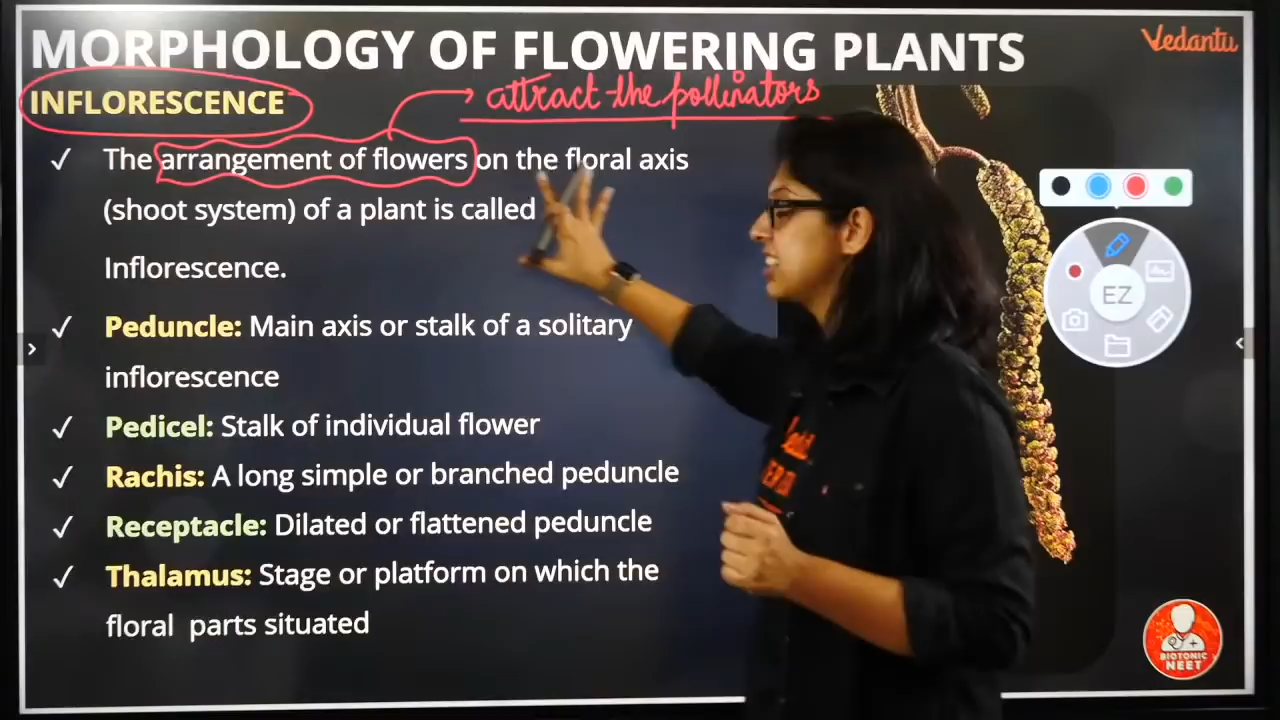 MORPHOLOGY OF FLOWERING PLANTS
Vedantu
INFLORESCENCE
attract the pollinators
✓ The arrangement of flowers on the floral axis
(shoot system) of a plant is called
Inflorescence.
✓ Peduncle: Main axis or stalk of a solitary
inflorescence
✓ Pedicel: Stalk of individual flower
✓ Rachis: A long simple or branched peduncle
✓ Receptacle: Dilated or flattened peduncle
✓ Thalamus: Stage or platform on which the
floral parts situated
EZ
BIOTONIC
NEET